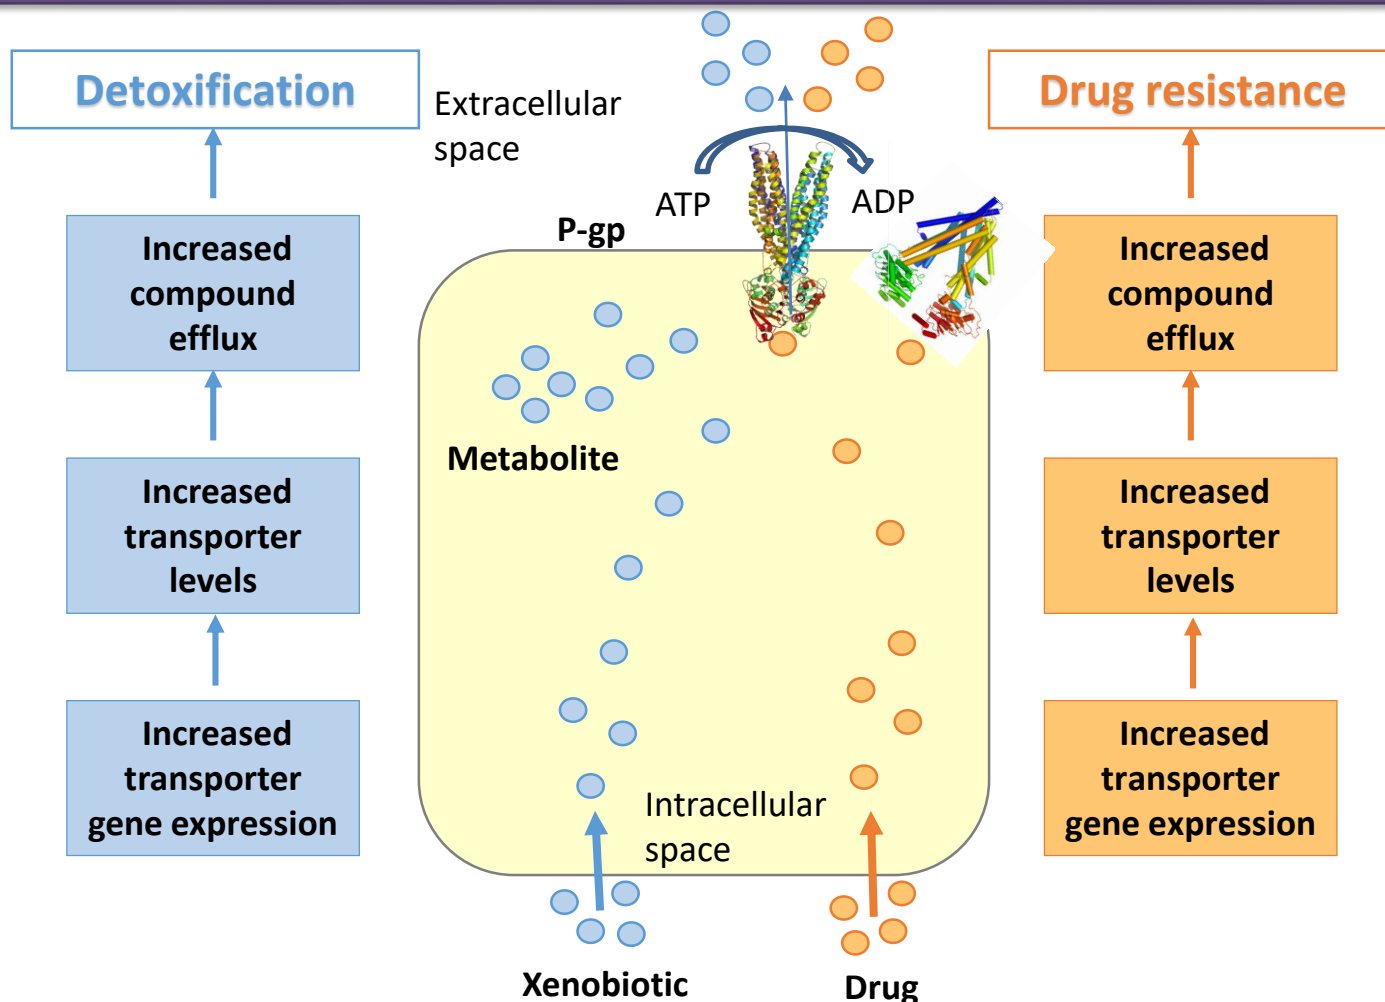 Detoxification
Increased
compound
efflux
Increased
transporter
levels
Increased
transporter
gene expression
Extracellular
space
P-gp
ATP
ADP
Metabolite
Intracellular
space
Xenobiotic
Drug
Drug resistance
Increased
compound
efflux
Increased
transporter
levels
Increased
transporter
gene expression